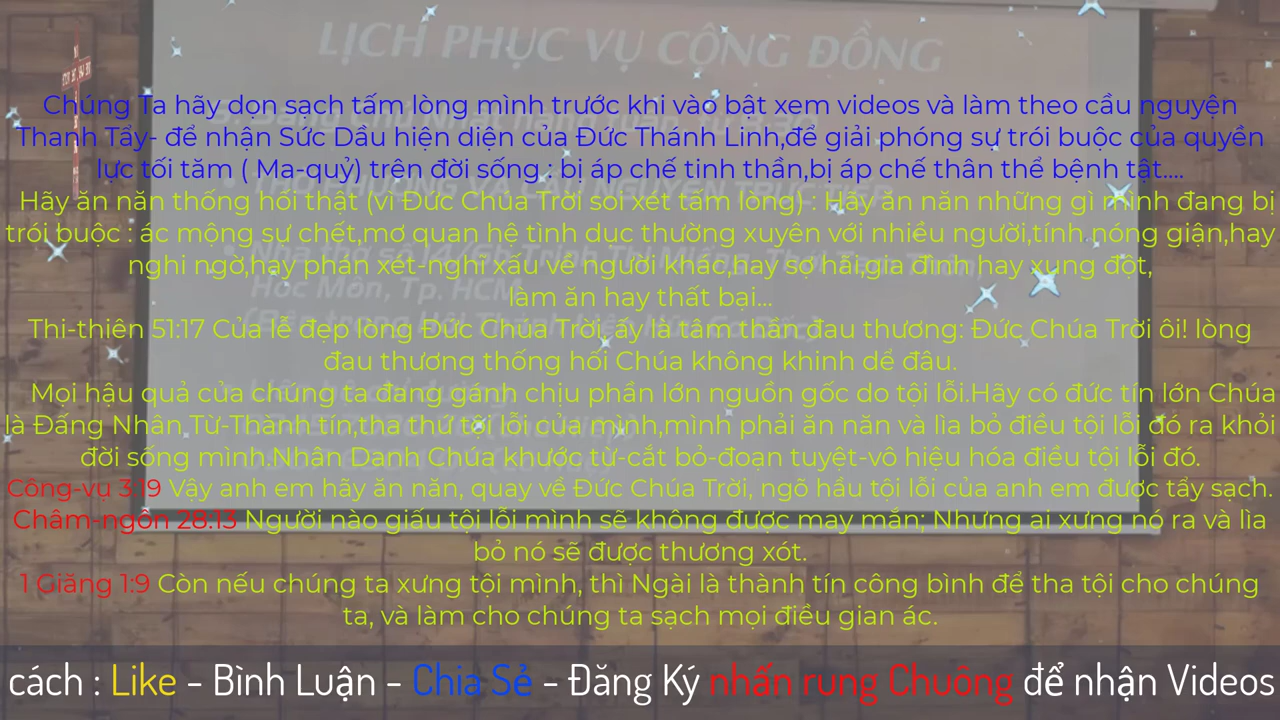 LỊCH PHỤC VỤ CỘNG ĐỒNG
Chúng Ta hãy dọn sạch tấm lòng mình trước khi vào bật xem videos và làm theo cầu nguyện
Thanh Tẩy- để nhận Sức Dầu hiện diện của Đức Thánh Linh,để giải phóng sự trói buộc của quyền
lực tối tăm ( Ma-quỷ) trên đời sống : bị áp chế tinh thần,bị áp chế thân thể bệnh tật....
Hãy ăn năn thống hối thật (vì Đức Chúa Trời soi xét tấm lòng) : Hãy ăn năn những gì mình đang bị
trói buộc : ác mộng sự chết,mơ quan hệ tình dục thường xuyên với nhiều người,tính nóng giận,hay
nghi ngờ,hay phán xét-nghĩ xấu về người khác,hay sợ hãi,gia đình hay xung đột,
làm ăn hay thất bại...
Hóc Môn, Tp. HCM
Thi-thiên 51:17 Của lễ đẹp lòng Đức Chúa Trời, ấy là tâm thần đau thương: Đức Chúa Trời ôi! lòng
đau thương thống hối Chúa không khinh dể đâu.
Mọi hậu quả của chúng ta đang gánh chịu phần lớn nguồn gốc do tội lỗi.Hãy có đức tin lớn Chúa
là Đấng Nhân,Từ-Thành tín,tha thứ tội lỗi của mình,mình phải ăn năn và lìa bỏ điều tội lỗi đó ra khỏi
đời sống mình.Nhân Danh Chúa khước từ-cắt bỏ-đoạn tuyệt-vô hiệu hóa điều tội lỗi đó.
Công-vụ 3:19 Vậy anh em hãy ăn năn, quay về Đức Chúa Trời, ngõ hầu tội lỗi của anh em được tẩy sạch.
Châm-ngôn 28:13 Người nào giấu tội lỗi mình sẽ không được may mắn; Nhưng ai xưng nó ra và lìa
bỏ nó sẽ được thương xót.
1 Giăng 1:9 Còn nếu chúng ta xưng tội mình, thì Ngài là thành tín công bình để tha tội cho chúng
ta, và làm cho chúng ta sạch mọi điều gian ác.
cách : Like - Bình Luận - Chia Sẻ - Đăng Ký nhấn rung Chuông để nhận Videos